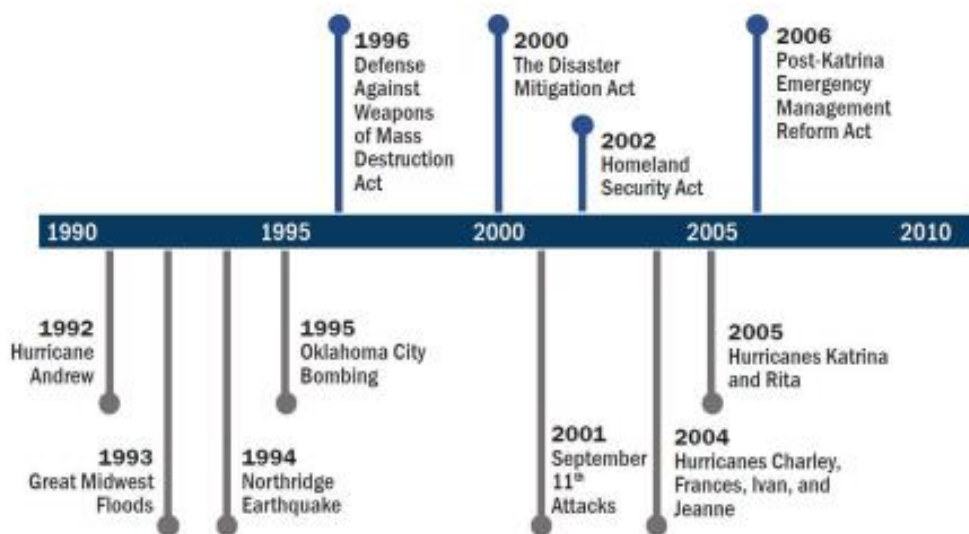 1996
Defense
Against
Weapons
of Mass
Destruction
Act
2000
The Disaster
Mitigation Act
2002
Homeland
Security Act
2006
Post-Katrina
Emergency
Management
Reform Act
1990 1995 2000 2005 2010
1992
Hurricane
Andrew
1993
Great Midwest
Floods
1994
Northridge
Earthquake
1995
Oklahoma City
Bombing
2001
September
11th
Attacks
2004
Hurricanes Charley,
Frances, Ivan, and
Jeanne
2005
Hurricanes Katrina
and Rita